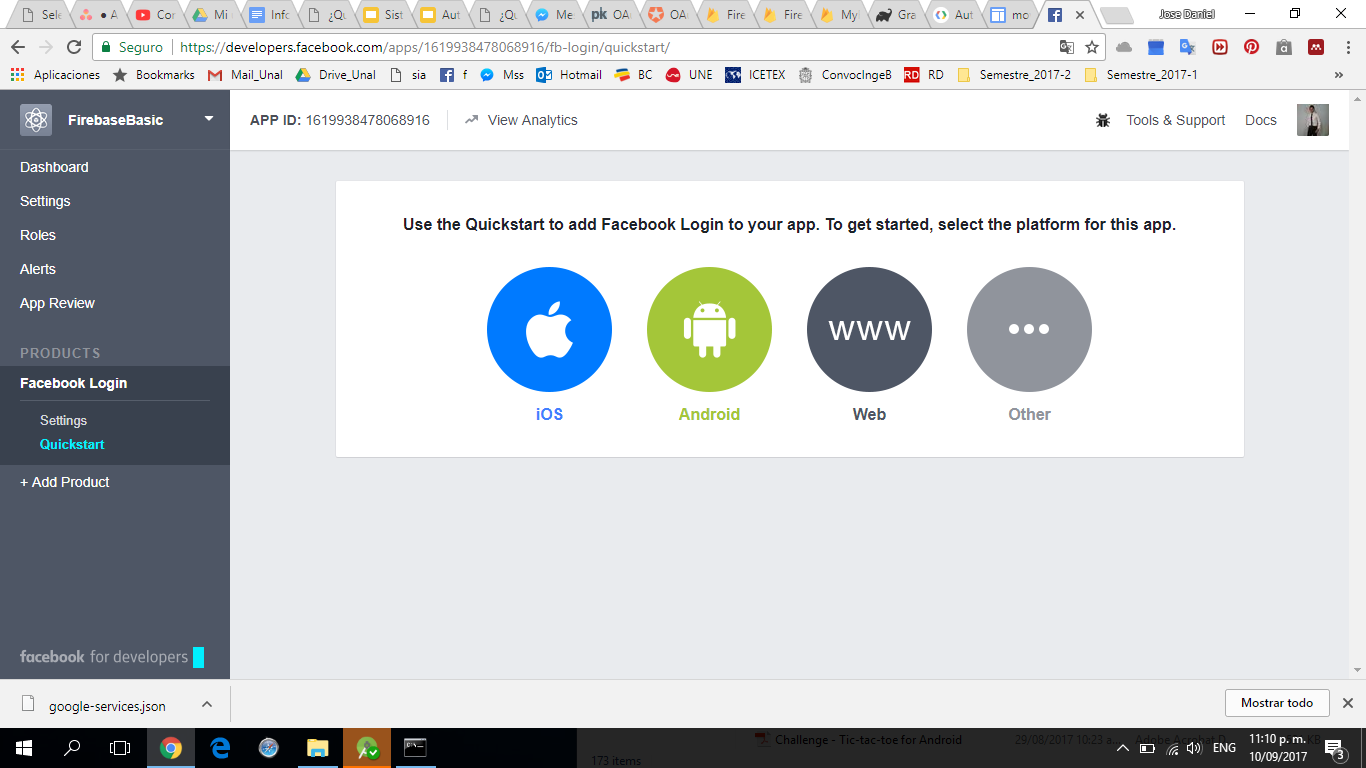 Sele
● A
Cor
Mi
Info
¿Qu
Sist
Aut
¿Qu
Me
pk OA
OA
Fire
Fire
My
Gra
Aut
mo
Jose Daniel
Seguro https://developers.facebook.com/apps/1619938478068916/fb-login/quickstart/
Aplicaciones Bookmarks Mail_Unal Drive_Unal sia f Mss Hotmail BC UNE ICETEX ConvocIngeB RD RD Semestre_2017-2 Semestre_2017-1 »
FirebaseBasic
APP ID: 1619938478068916 View Analytics Tools & Support Docs
Dashboard
Settings
Roles
Alerts
App Review
PRODUCTS
Facebook Login
Settings
Quickstart
+ Add Product
Use the Quickstart to add Facebook Login to your app. To get started, select the platform for this app.
www
iOS Android Web Other
facebook for developers
google-services.json
Mostrar todo
Challenge - Tic-tac-toe for Android 29/08/2017 10:23 a... Adobe Acrobat D... KB
173 items
ENG
11:10 p. m.
10/09/2017
3